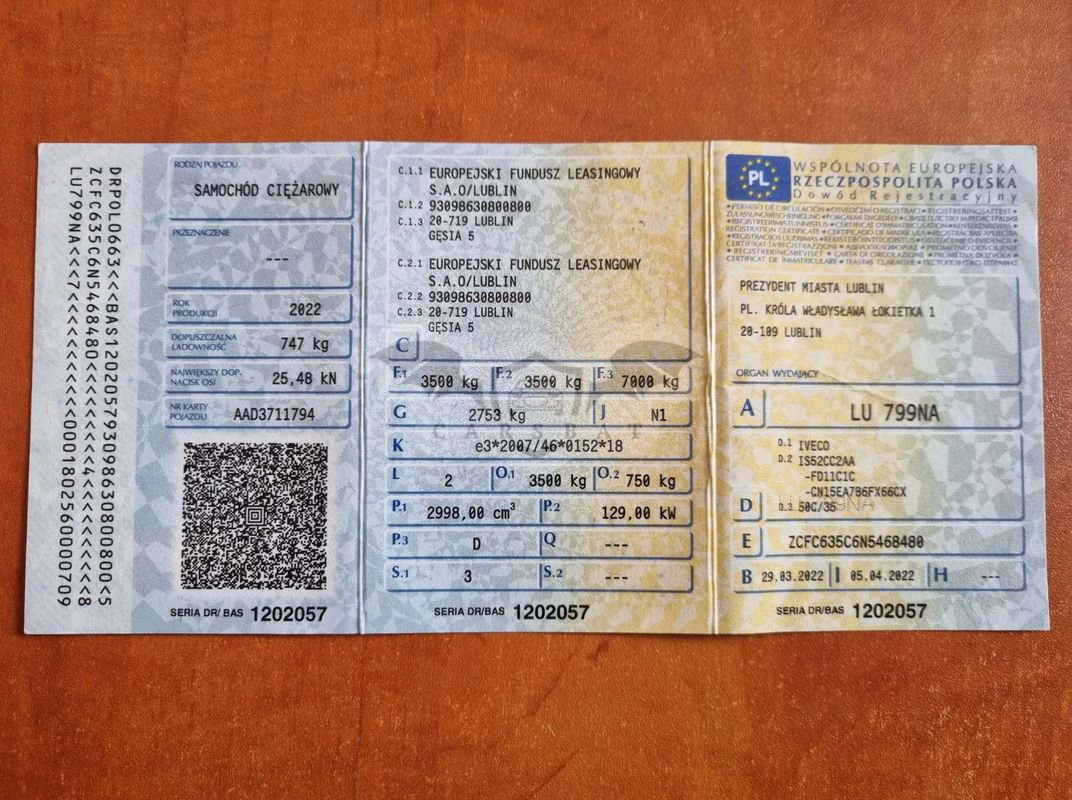 DRPOL0663<<BAS120205793098630800800<5
ZCFC635C6N5468480<<<<<<<<4<<<<<<<<<<8
LU799NA<<<7<<<<<<<<<<<<<0001802560000709
RODZAJ POJAZDU
SAMOCHÓD CIĘŻAROWY
PRZEZNACZENIE
---
ROK PRODUKCJI
2022
DOPUSZCZALNA ŁADOWNOŚĆ
747 kg
NAJWIĘKSZY DOP. NACISK OSI
25,48 kN
NR KARTY POJAZDU
AAD3711794
SERIA DR/ BAS 1202057
C.1.1 EUROPEJSKI FUNDUSZ LEASINGOWY
S.A.O/LUBLIN
C.1.2 93098630800800
C.1.3 20-719 LUBLIN
GĘSIA 5
C.2.1 EUROPEJSKI FUNDUSZ LEASINGOWY
S.A.O/LUBLIN
C.2.2 93098630800800
C.2.3 20-719 LUBLIN
GĘSIA 5
C
F.1 3500 kg F.2 3500 kg F.3 7000 kg
G 2753 kg J N1
CARSBAT
K e3*2007/46*0152*18
L 2 O.1 3500 kg O.2 750 kg
P.1 2998,00 cm³ P.2 129,00 kW
P.3 D Q ---
S.1 3 S.2 ---
SERIA DR/BAS 1202057
PL
WSPÓLNOTA EUROPEJSKA
RZECZPOSPOLITA POLSKA
Dowód Rejestracyjny
PREZYDENT MIASTA LUBLIN
PL. KRÓLA WŁADYSŁAWA ŁOKIETKA 1
20-109 LUBLIN
ORGAN WYDAJĄCY
A LU 799NA
D.1 IVECO
D.2 IS52CC2AA
-FD11C1C
-CN15EA7B6FX66CX
D D.3 50C/35
E ZCFC635C6N5468480
B 29.03.2022 I 05.04.2022 H ---
SERIA DR/BAS 1202057